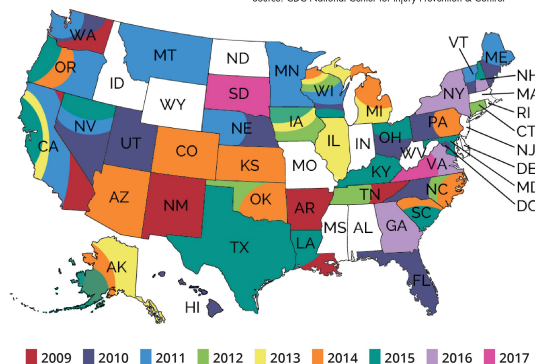 Source: CDC National Center for Injury Prevention & Control
WA
MT
ND
MN
VT
ME
OR
ID
SD
WI
NH
WY
MI
NY
MA
RI
NV
NE
IA
PA
CT
CA
UT
CO
IL
IN
OH
NJ
KS
MO
WV
VA
DE
KY
MD
DC
AZ
NM
OK
AR
TN
NC
SC
MS
AL
GA
TX
LA
AK
FL
HI
2009
2010
2011
2012
2013
2014
2015
2016
2017